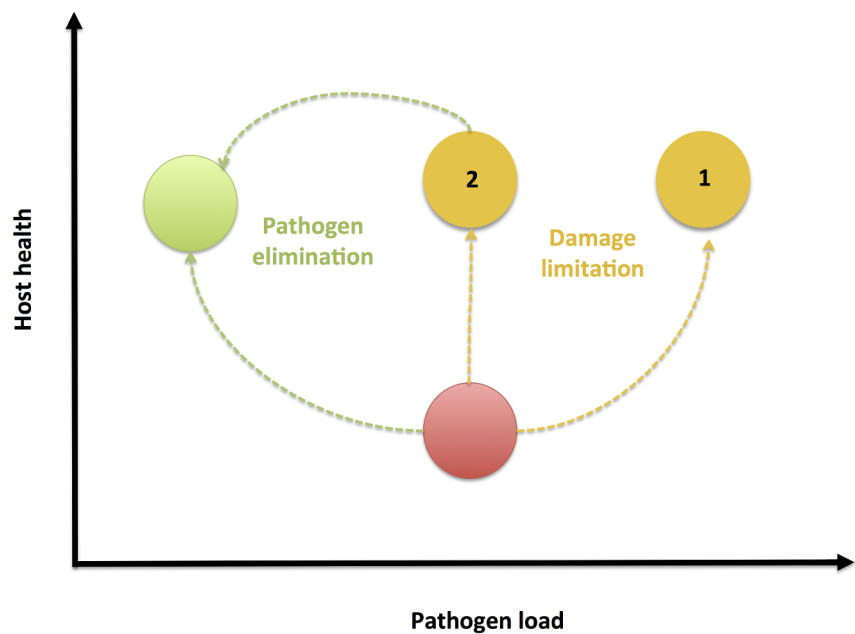 2
1
Pathogen
elimination
Damage
limitation
Host health
Pathogen load